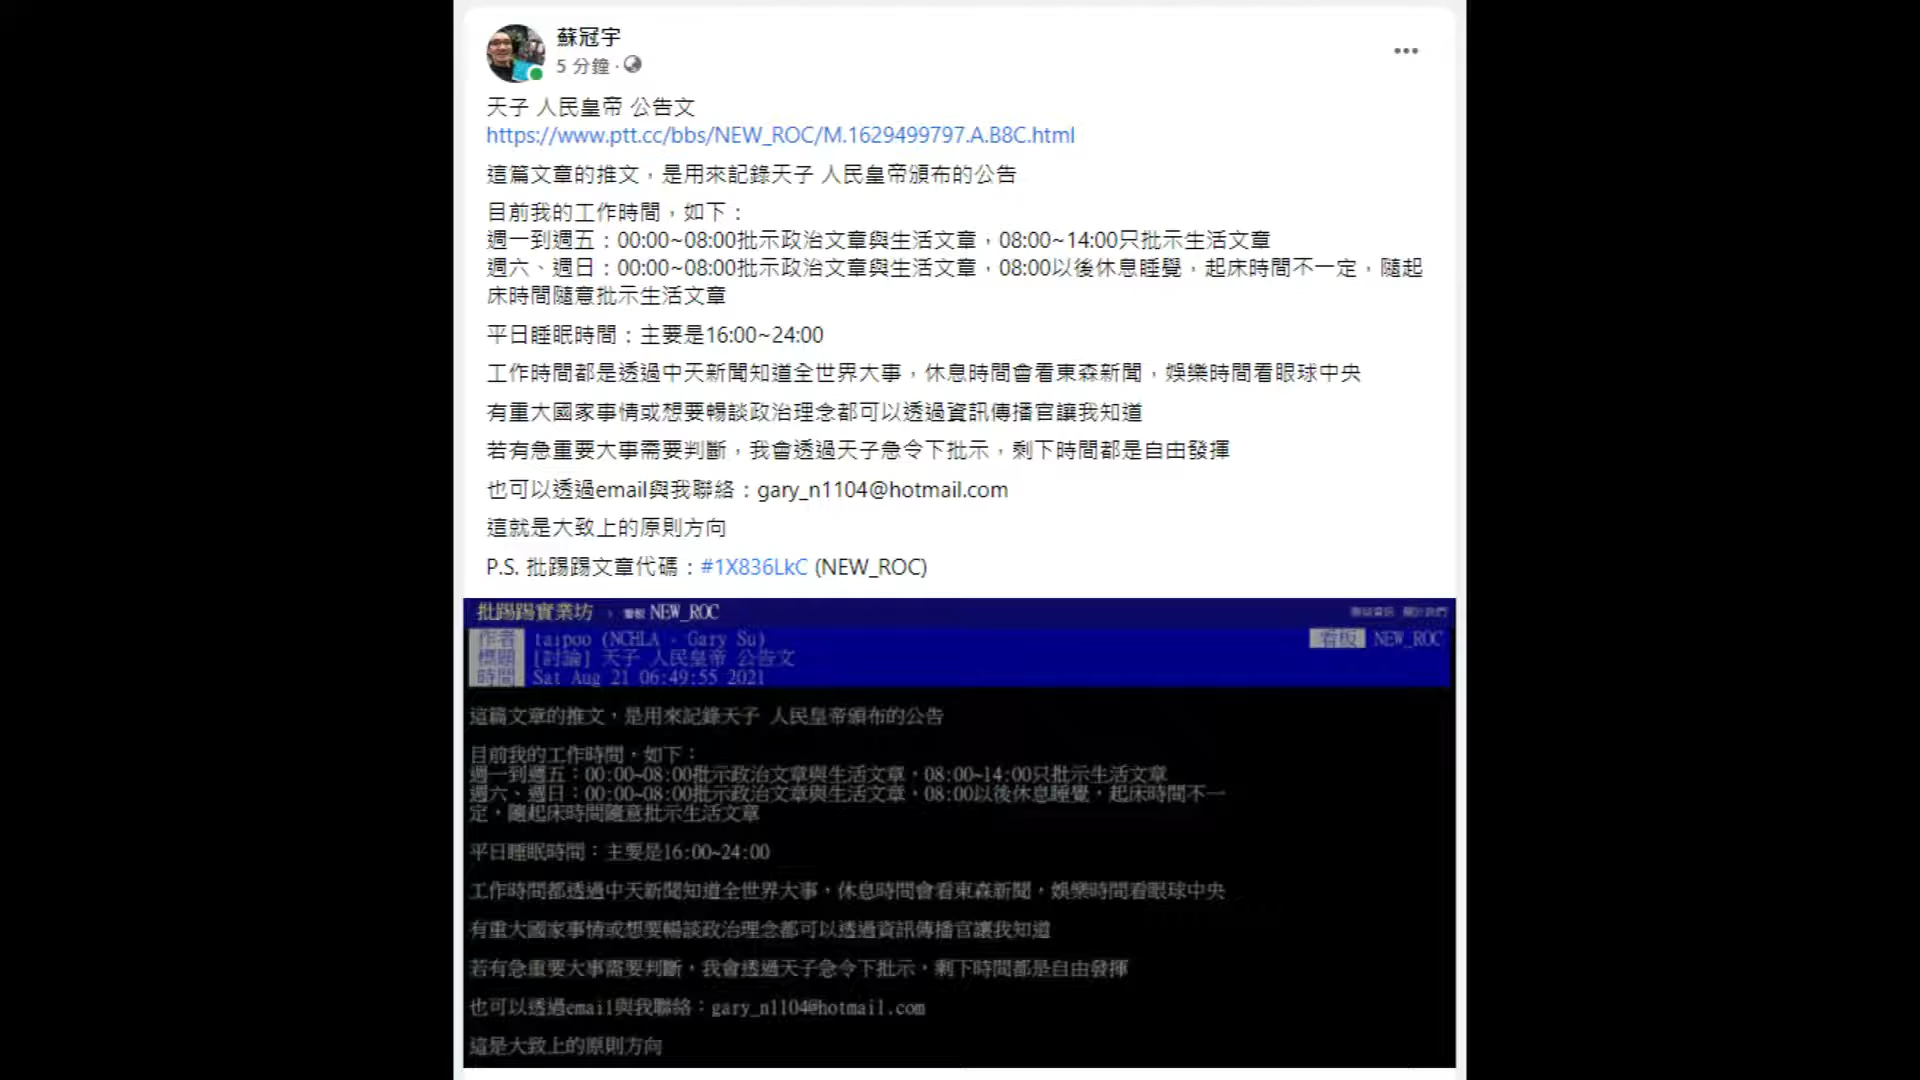 蘇冠宇
5 分鐘 ·
天子 人民皇帝 公告文
https://www.ptt.cc/bbs/NEW_ROC/M.1629499797.A.B8C.html
這篇文章的推文，是用來記錄天子 人民皇帝頒布的公告
目前我的工作時間，如下：
週一到週五：00:00~08:00批示政治文章與生活文章，08:00~14:00只批示生活文章
週六、週日：00:00~08:00批示政治文章與生活文章，08:00以後休息睡覺，起床時間不一定，隨起
床時間隨意批示生活文章
平日睡眠時間：主要是16:00~24:00
工作時間都是透過中天新聞知道全世界大事，休息時間會看東森新聞，娛樂時間看眼球中央
有重大國家事情或想要暢談政治理念都可以透過資訊傳播官讓我知道
若有急重要大事需要判斷，我會透過天子急令下批示，剩下時間都是自由發揮
也可以透過email與我聯絡：gary_n1104@hotmail.com
這就是大致上的原則方向
P.S. 批踢踢文章代碼：#1X836LkC (NEW_ROC)
批踢踢實業坊 › 看板 NEW_ROC 聯絡資訊 關於我們
作者 taipoo (NCHLA - Gary Su) 看板 NEW_ROC
標題 [討論] 天子 人民皇帝 公告文
時間 Sat Aug 21 06:49:55 2021
這篇文章的推文，是用來記錄天子 人民皇帝頒布的公告
目前我的工作時間，如下：
週一到週五：00:00~08:00批示政治文章與生活文章，08:00~14:00只批示生活文章
週六、週日：00:00~08:00批示政治文章與生活文章，08:00以後休息睡覺，起床時間不一
定，隨起床時間隨意批示生活文章
平日睡眠時間：主要是16:00~24:00
工作時間都透過中天新聞知道全世界大事，休息時間會看東森新聞，娛樂時間看眼球中央
有重大國家事情或想要暢談政治理念都可以透過資訊傳播官讓我知道
若有急重要大事需要判斷，我會透過天子急令下批示，剩下時間都是自由發揮
也可以透過email與我聯絡：gary_n1104@hotmail.com
這是大致上的原則方向